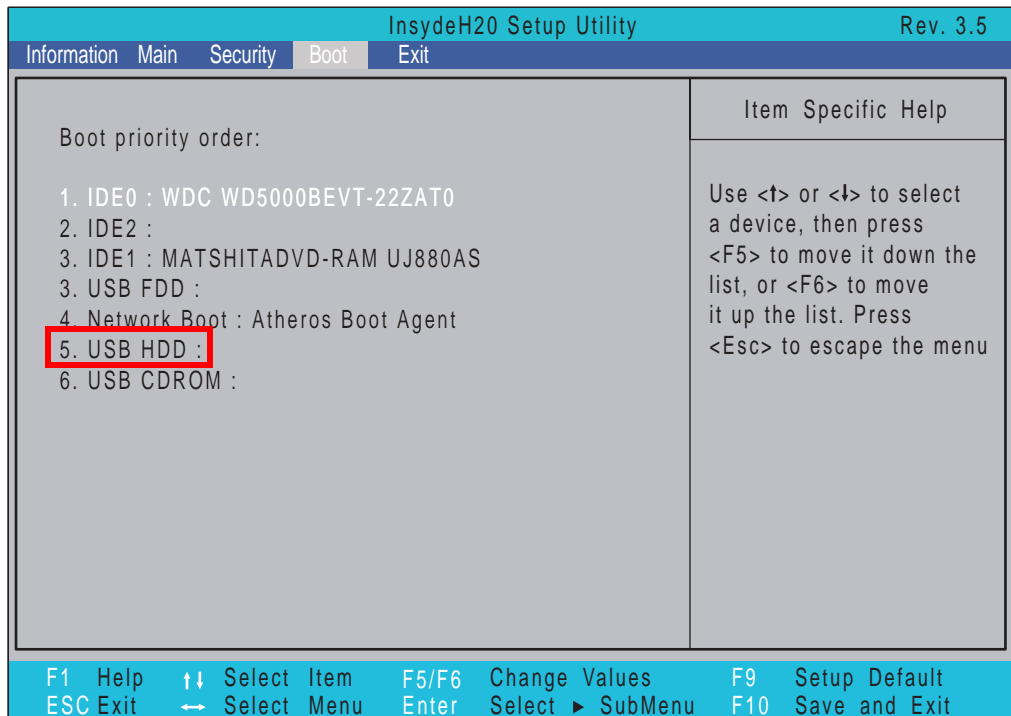 InsydeH20 Setup Utility Rev. 3.5
Information Main Security Boot Exit
Boot priority order:
1. IDE0 : WDC WD5000BEVT-22ZAT0
2. IDE2 :
3. IDE1 : MATSHITADVD-RAM UJ880AS
3. USB FDD :
4. Network Boot : Atheros Boot Agent
5. USB HDD :
6. USB CDROM :
Item Specific Help
Use <↑> or <↓> to select
a device, then press
<F5> to move it down the
list, or <F6> to move
it up the list. Press
<Esc> to escape the menu
F1 Help ↑↓ Select Item F5/F6 Change Values F9 Setup Default
ESC Exit ↔ Select Menu Enter Select ► SubMenu F10 Save and Exit